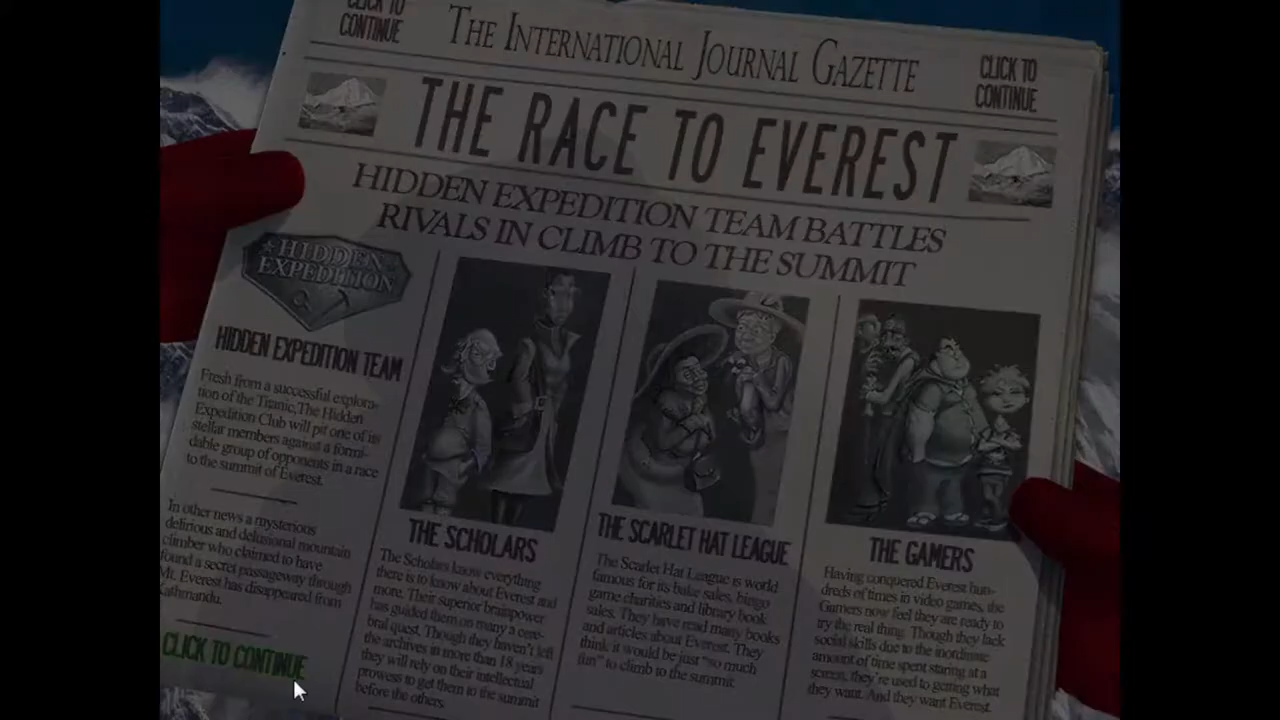 CLICK TO
CONTINUE
THE INTERNATIONAL JOURNAL GAZETTE
CLICK TO
CONTINUE
THE RACE TO EVEREST
HIDDEN EXPEDITION TEAM BATTLES
RIVALS IN CLIMB TO THE SUMMIT
HIDDEN
EXPEDITION
HIDDEN EXPEDITION TEAM
Fresh from a successful explora-
tion of the Titanic, The Hidden
Expedition Club will pit one of its
stellar members against a formi-
dable group of opponents in a race
to the summit of Everest.
In other news a mysterious
delirious and delusional mountain
climber who claimed to have
found a secret passageway through
Mt. Everest has disappeared from
Kathmandu.
CLICK TO CONTINUE
THE SCHOLARS
The Scholars know everything
there is to know about Everest and
more. Their superior brainpower
has guided them on many a cere-
bral quest. Though they haven't left
the archives in more than 18 years
they will rely on their intellectual
prowess to get them to the summit
before the others.
THE SCARLET HAT LEAGUE
The Scarlet Hat League is world
famous for its bake sales, bingo
game charities and library book
sales. They have read many books
and articles about Everest. They
think it would be just "so much
fun" to climb to the summit.
THE GAMERS
Having conquered Everest hun-
dreds of times in video games, the
Gamers now feel they are ready to
try the real thing. Though they lack
social skills due to the inordinate
amount of time spent staring at a
screen, they're used to getting what
they want. And they want Everest.